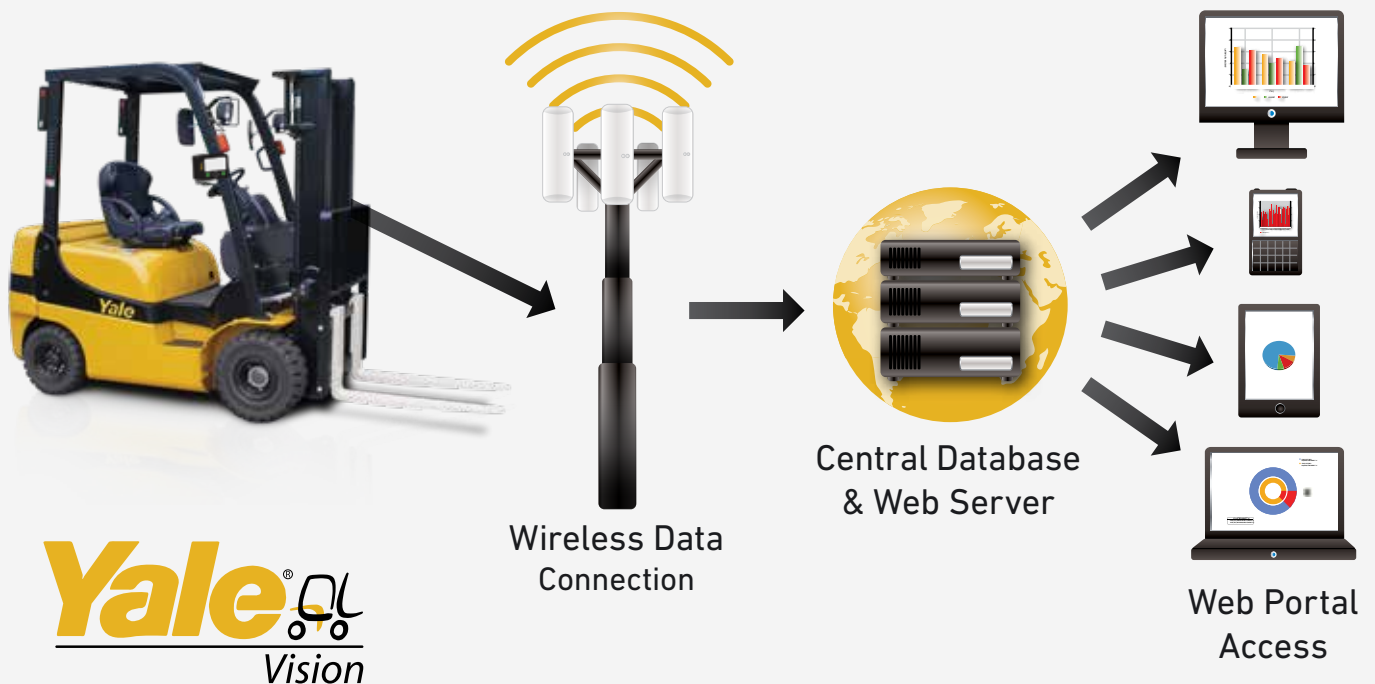 Yale
Wireless Data
Connection
Central Database
& Web Server
Web Portal
Access
Yale®
Vision